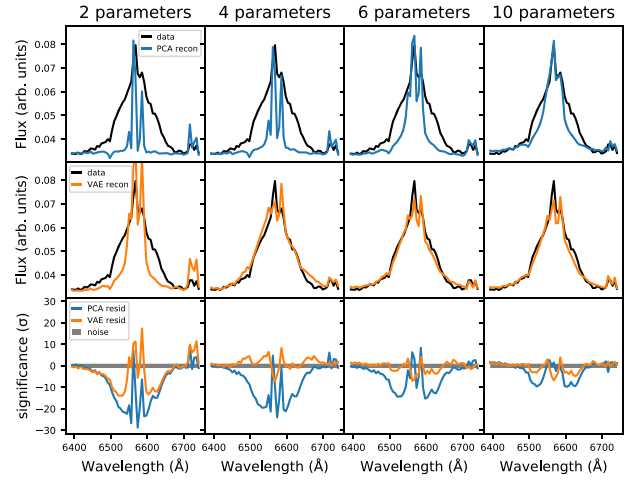 2 parameters 4 parameters 6 parameters 10 parameters
Flux (arb. units)
0.08
0.07
0.06
0.05
0.04
data
PCA recon
Flux (arb. units)
0.08
0.07
0.06
0.05
0.04
data
VAE recon
significance (σ)
30
20
10
0
−10
−20
−30
PCA resid
VAE resid
noise
6400 6500 6600 6700 6400 6500 6600 6700 6400 6500 6600 6700 6400 6500 6600 6700
Wavelength (Å) Wavelength (Å) Wavelength (Å) Wavelength (Å)